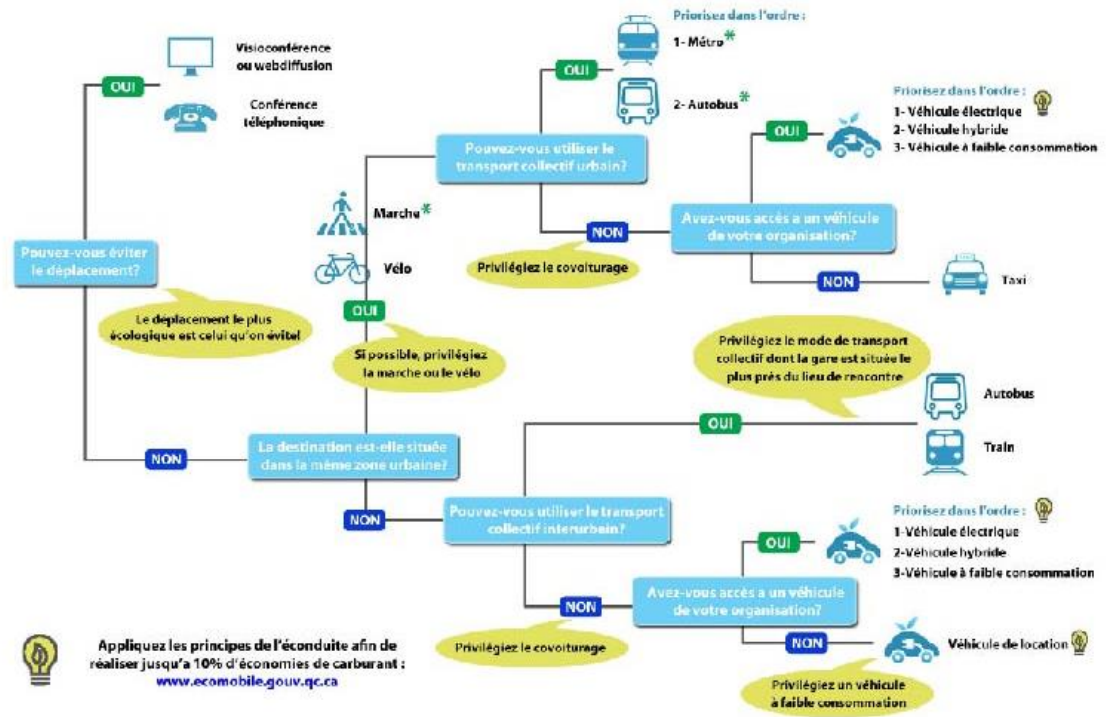 Visioconférence
ou webdiffusion
OUI
Conférence
téléphonique
Pouvez-vous éviter
le déplacement?
Le déplacement le plus
écologique est celui qu'on évite!
NON
La destination est-elle située
dans la même zone urbaine?
Marche*
Vélo
OUI
Si possible, privilégiez
la marche ou le vélo
Pouvez-vous utiliser le
transport collectif urbain?
OUI
Priorisez dans l'ordre :
1- Métro*
2- Autobus*
NON
Privilégiez le covoiturage
Avez-vous accès a un véhicule
de votre organisation?
OUI
Priorisez dans l'ordre :
1- Véhicule électrique
2- Véhicule hybride
3- Véhicule à faible consommation
NON
Taxi
NON
Pouvez-vous utiliser le transport
collectif interurbein?
OUI
Privilégiez le mode de transport
collectif dont la gare est située le
plus près du lieu de rencontre
Autobus
Train
NON
Privilégiez le covoiturage
Avez-vous accès a un véhicule
de votre organisation?
OUI
Priorisez dans l'ordre :
1-Véhicule électrique
2-Véhicule hybride
3-Véhicule à faible consommation
NON
Véhicule de location
Privilégiez un véhicule
à faible consommation
Appliquez les principes de l'éconduite afin de
réaliser jusqu'a 10% d'économies de carburant :
www.ecomobile.gouv.qc.ca